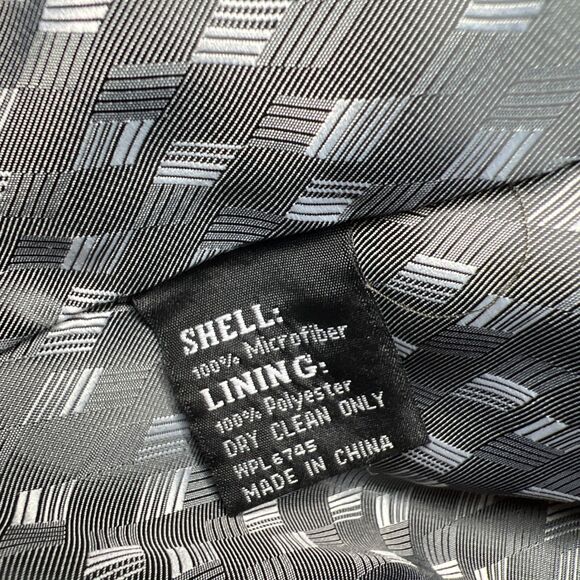 SHELL:
100% Microfiber
LINING:
100% Polyester
DRY CLEAN ONLY
WPL6745
MADE IN CHINA